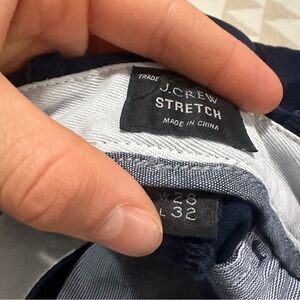 TRADE
J.CREW
STRETCH
MADE IN CHINA
W 28
L 32